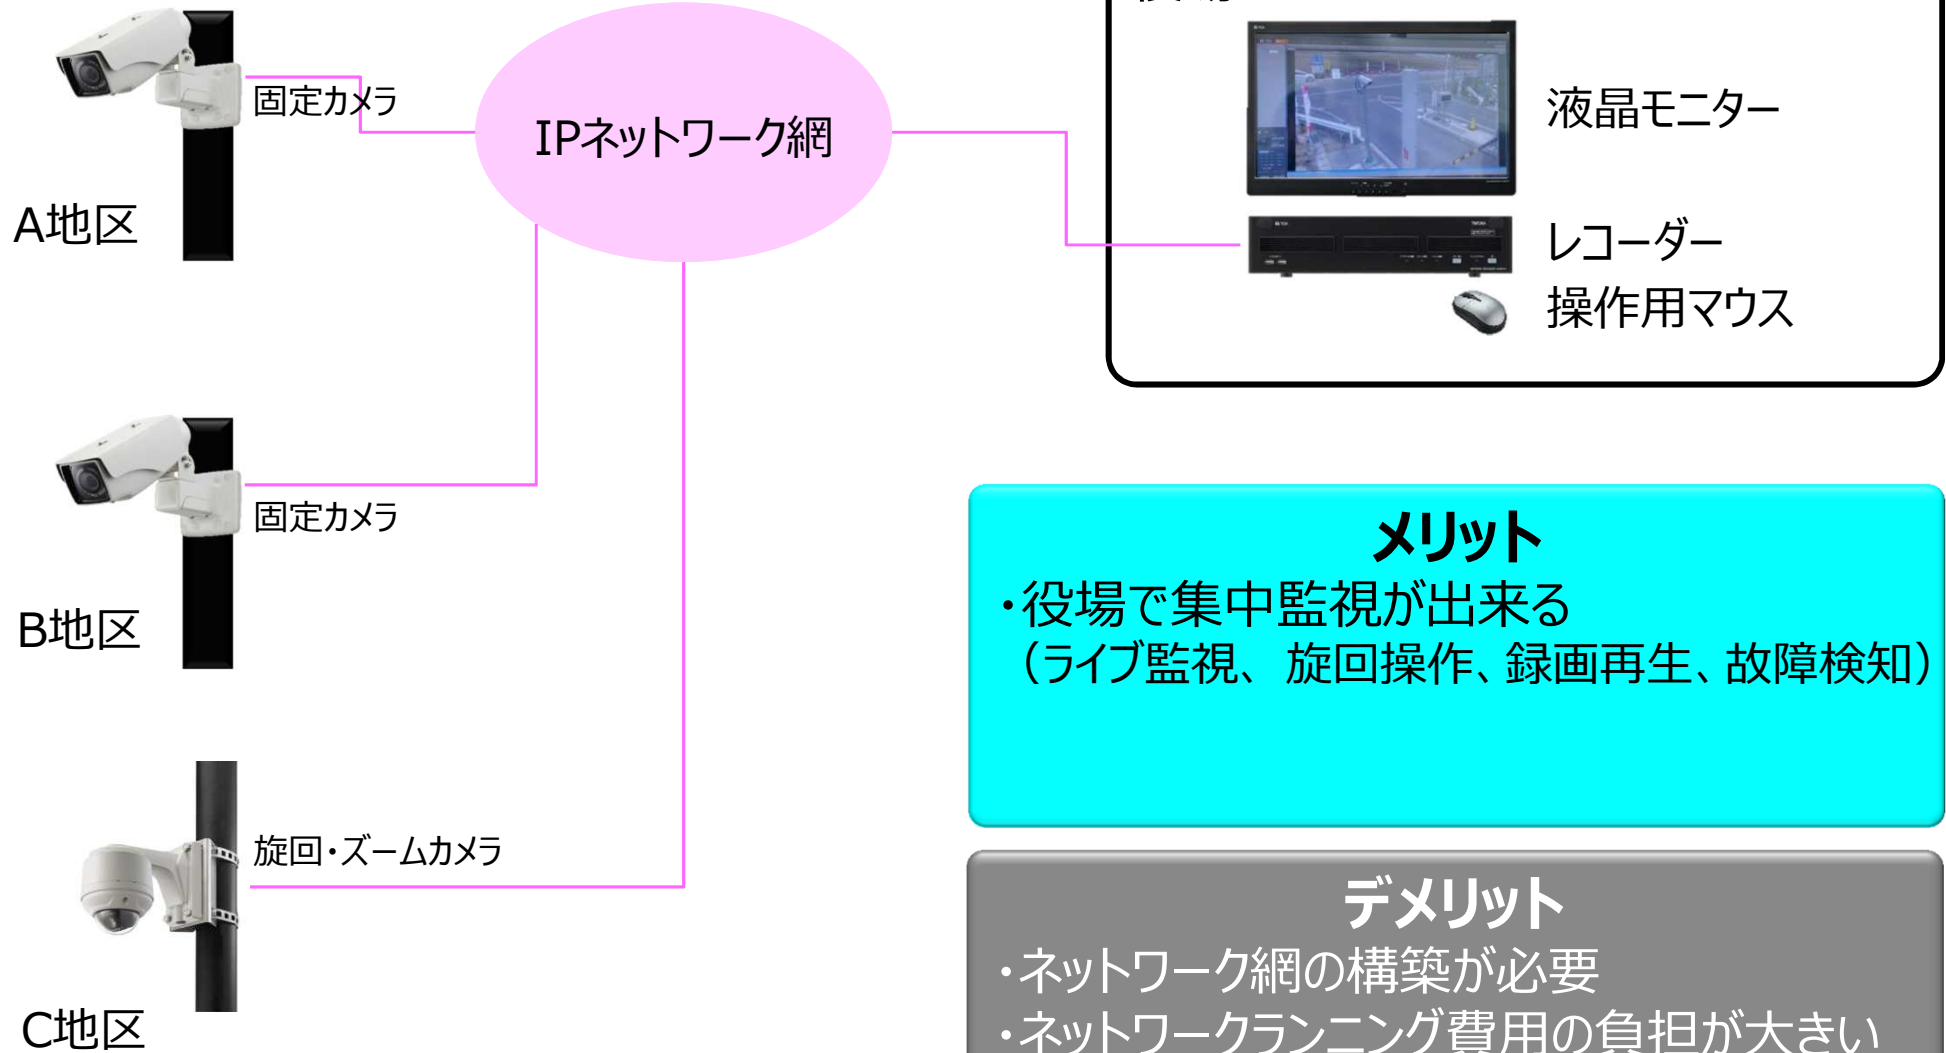 固定カメラ
A地区
IPネットワーク網
液晶モニター
レコーダー
操作用マウス
固定カメラ
B地区
旋回・ズームカメラ
C地区
メリット
・役場で集中監視が出来る
（ライブ監視、旋回操作、録画再生、故障検知）
デメリット
・ネットワーク網の構築が必要
・ネットワークランニング費用の負担が大きい